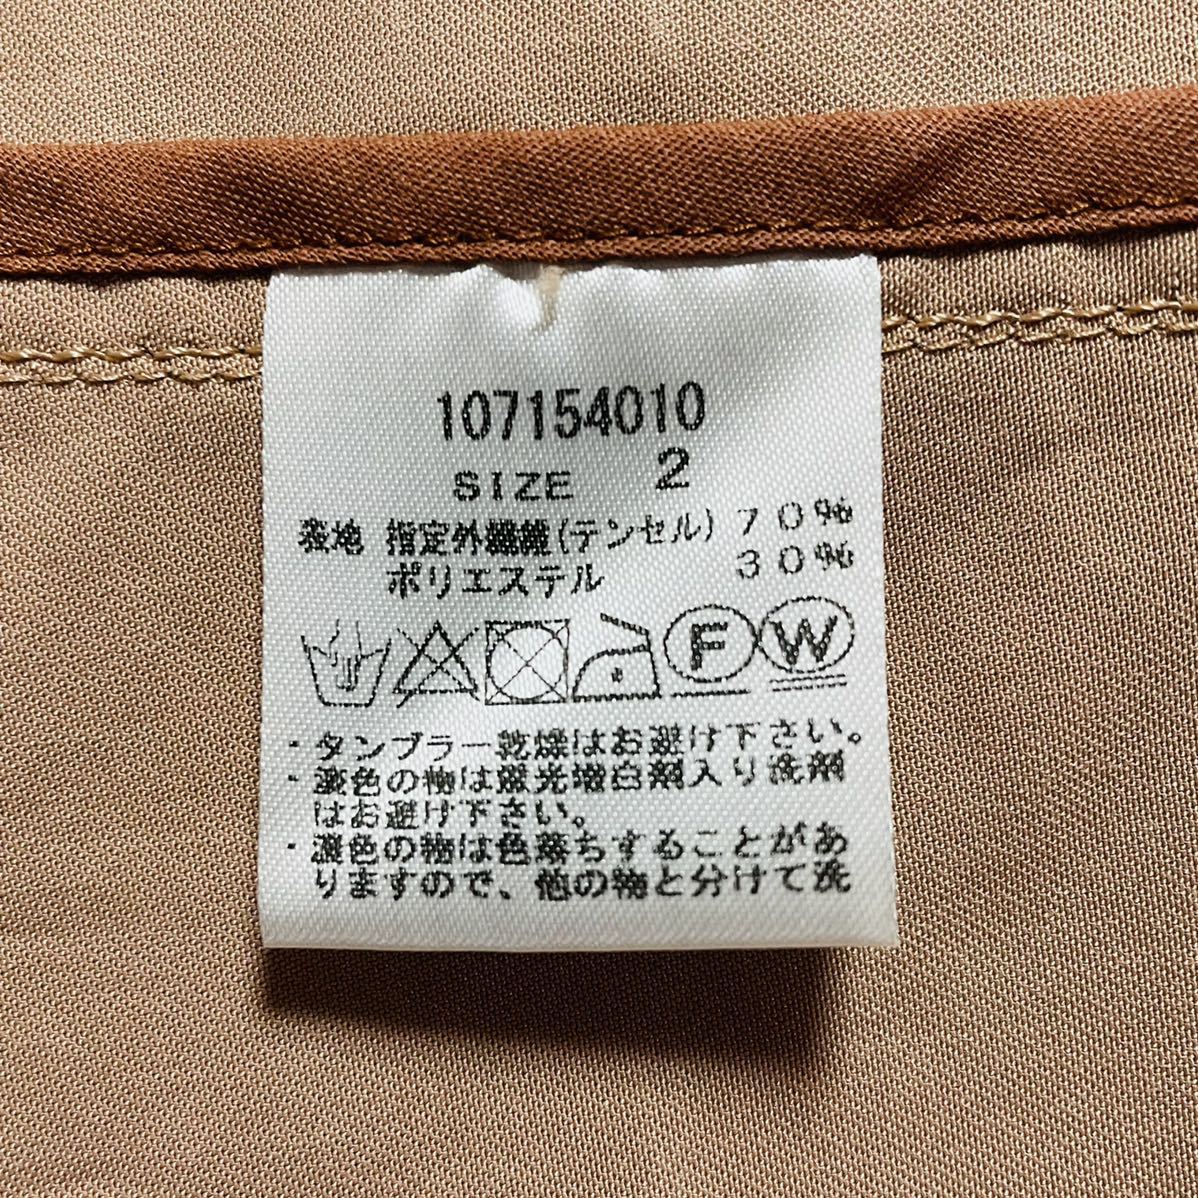 107154010
SIZE 2
表地 指定外繊維(テンセル) 70%
ポリエステル 30%
F W
・タンブラー乾燥はお避け下さい。
・淡色の物は蛍光増白剤入り洗剤
はお避け下さい。
・濃色の物は色落ちすることがあ
りますので、他の物と分けて洗